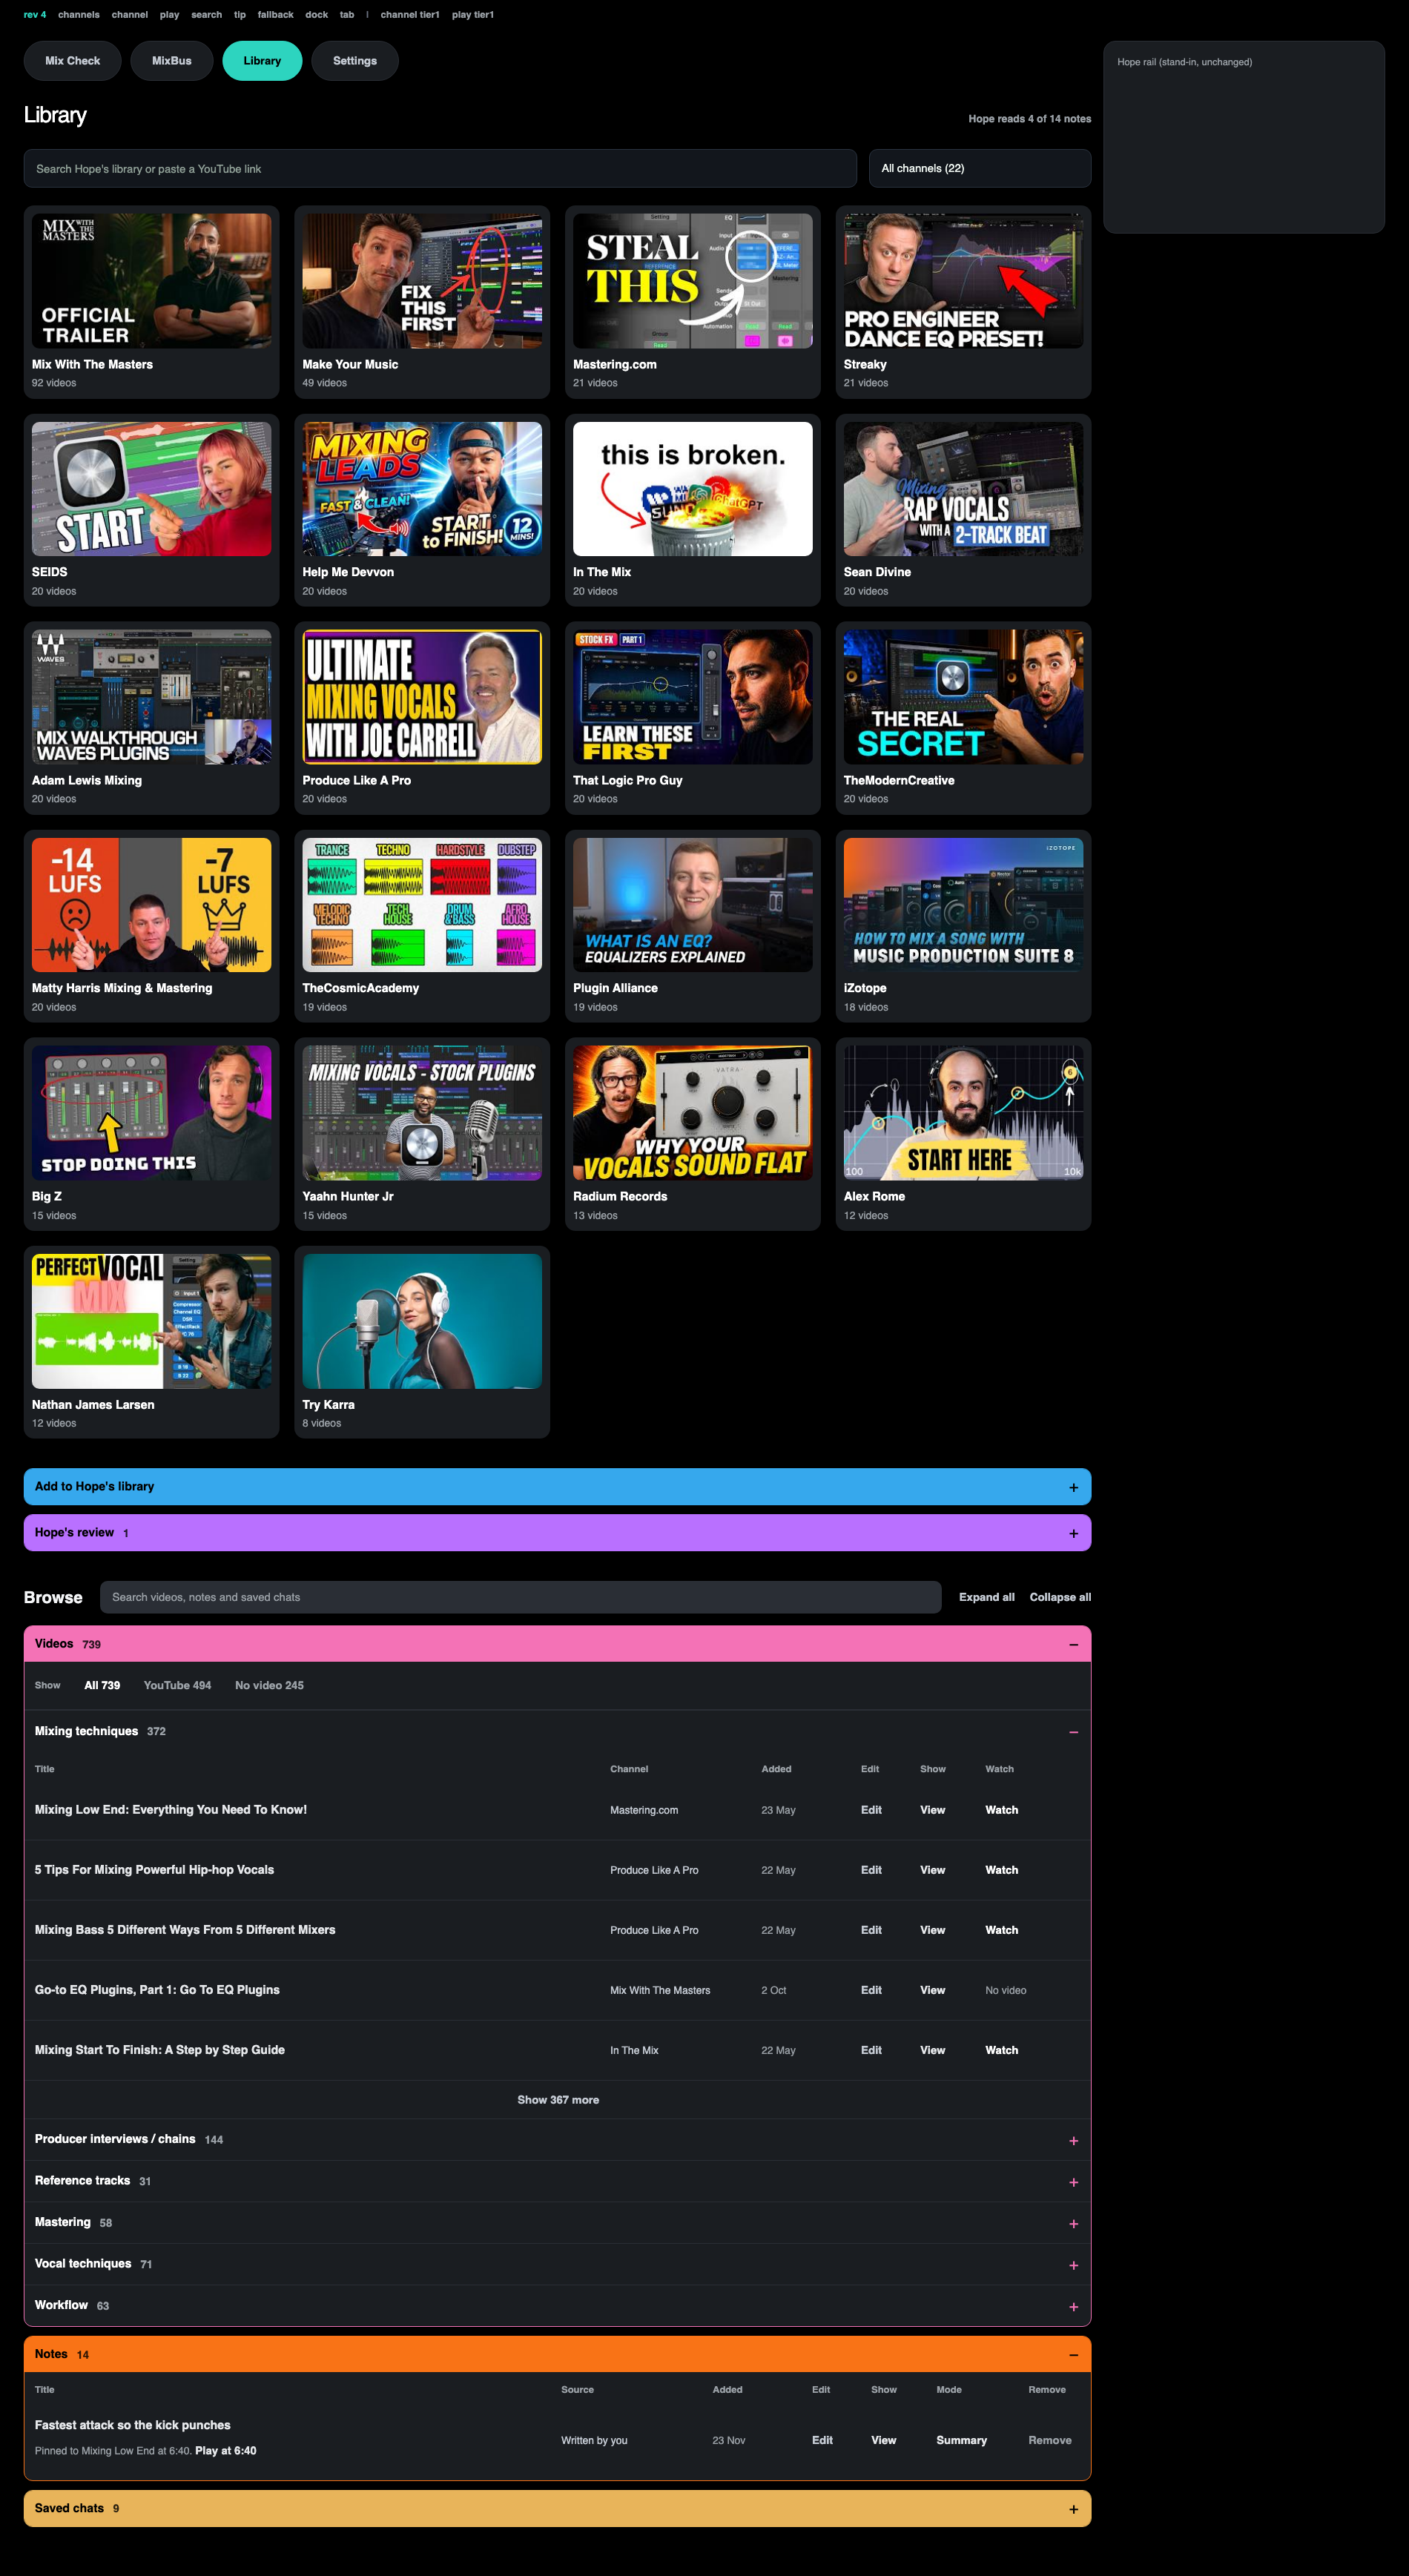 rev 4 channels channel play search tip fallback dock tab | channel tier1 play tier1
Mix Check MixBus Library Settings
Hope rail (stand-in, unchanged)
Library
Hope reads 4 of 14 notes
Search Hope's library or paste a YouTube link
All channels (22)
MIX WITH THE MASTERS
OFFICIAL
TRAILER
Mix With The Masters
92 videos
FIX
THIS
FIRST
Make Your Music
49 videos
STEAL
THIS
Mastering.com
21 videos
PRO ENGINEER
DANCE EQ PRESET!
Streaky
21 videos
START
SEIDS
20 videos
MIXING
LEADS
FAST & CLEAN!
START
to FINISH!
12
MINS!
Help Me Devvon
20 videos
this is broken.
In The Mix
20 videos
Mixing
RAP VOCALS
WITH A 2-TRACK BEAT
Sean Divine
20 videos
WAVES
MIX WALKTHROUGH
WAVES PLUGINS
Adam Lewis Mixing
20 videos
ULTIMATE
MIXING VOCALS
WITH JOE CARRELL
Produce Like A Pro
20 videos
STOCK FX PART 1
LEARN THESE
FIRST
That Logic Pro Guy
20 videos
THE REAL
SECRET
TheModernCreative
20 videos
-14
LUFS
-7
LUFS
Matty Harris Mixing & Mastering
20 videos
TRANCE TECHNO HARDSTYLE DUBSTEP
MELODIC TECHNO TECH HOUSE DRUM & BASS AFRO HOUSE
TheCosmicAcademy
19 videos
WHAT IS AN EQ?
EQUALIZERS EXPLAINED
Plugin Alliance
19 videos
iZOTOPE
HOW TO MIX A SONG WITH
MUSIC PRODUCTION SUITE 8
iZotope
18 videos
STOP DOING THIS
Big Z
15 videos
MIXING VOCALS - STOCK PLUGINS
Yaahn Hunter Jr
15 videos
VATRA
WHY YOUR
VOCALS SOUND FLAT
Radium Records
13 videos
6
START HERE
100
10k
Alex Rome
12 videos
PERFECT VOCAL
MIX
Nathan James Larsen
12 videos
Try Karra
8 videos
Add to Hope's library +
Hope's review 1 +
Browse
Search videos, notes and saved chats
Expand all Collapse all
Videos 739 −
Show All 739 YouTube 494 No video 245
Mixing techniques 372 −
Title Channel Added Edit Show Watch
Mixing Low End: Everything You Need To Know! Mastering.com 23 May Edit View Watch
5 Tips For Mixing Powerful Hip-hop Vocals Produce Like A Pro 22 May Edit View Watch
Mixing Bass 5 Different Ways From 5 Different Mixers Produce Like A Pro 22 May Edit View Watch
Go-to EQ Plugins, Part 1: Go To EQ Plugins Mix With The Masters 2 Oct Edit View No video
Mixing Start To Finish: A Step by Step Guide In The Mix 22 May Edit View Watch
Show 367 more
Producer interviews / chains 144 +
Reference tracks 31 +
Mastering 58 +
Vocal techniques 71 +
Workflow 63 +
Notes 14 −
Title Source Added Edit Show Mode Remove
Fastest attack so the kick punches
Pinned to Mixing Low End at 6:40. Play at 6:40
Written by you 23 Nov Edit View Summary Remove
Saved chats 9 +